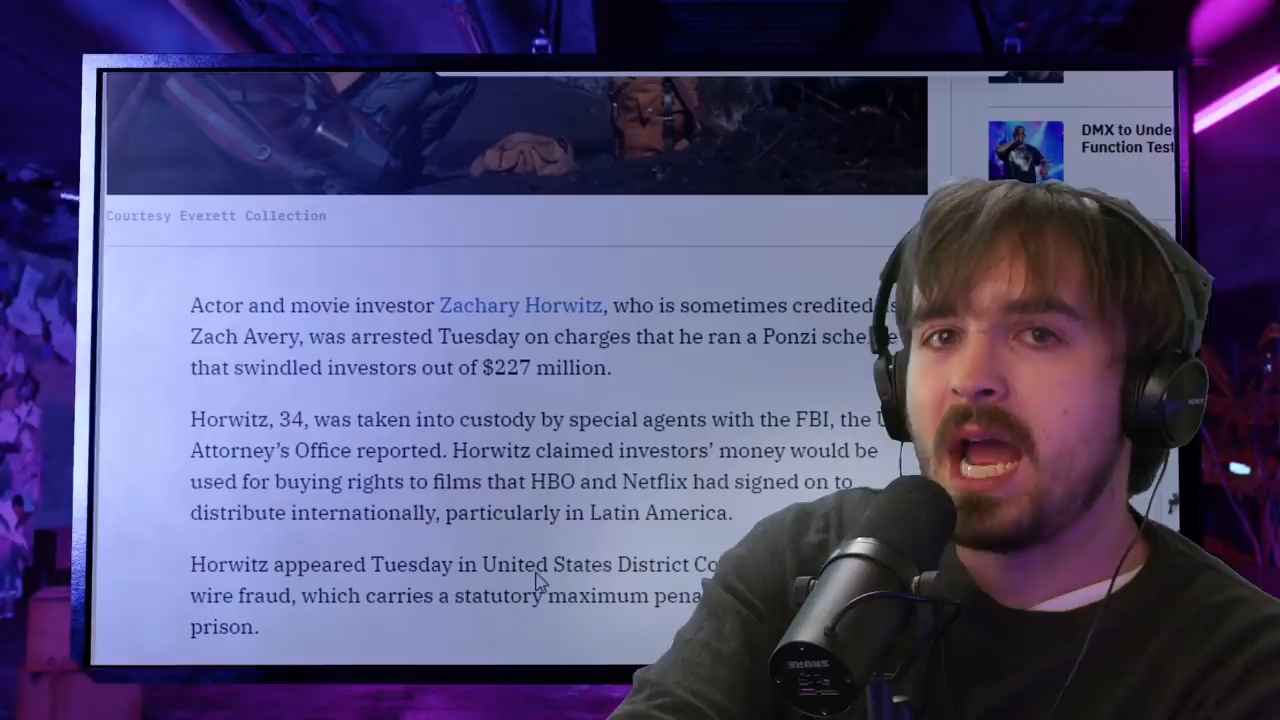 DMX to Unde
Function Test
Courtesy Everett Collection
Actor and movie investor Zachary Horwitz, who is sometimes credited as
Zach Avery, was arrested Tuesday on charges that he ran a Ponzi sche
that swindled investors out of $227 million.
Horwitz, 34, was taken into custody by special agents with the FBI, the U
Attorney’s Office reported. Horwitz claimed investors’ money would be
used for buying rights to films that HBO and Netflix had signed on to
distribute internationally, particularly in Latin America.
Horwitz appeared Tuesday in United States District Co
wire fraud, which carries a statutory maximum pena
prison.
SONY
SHURE